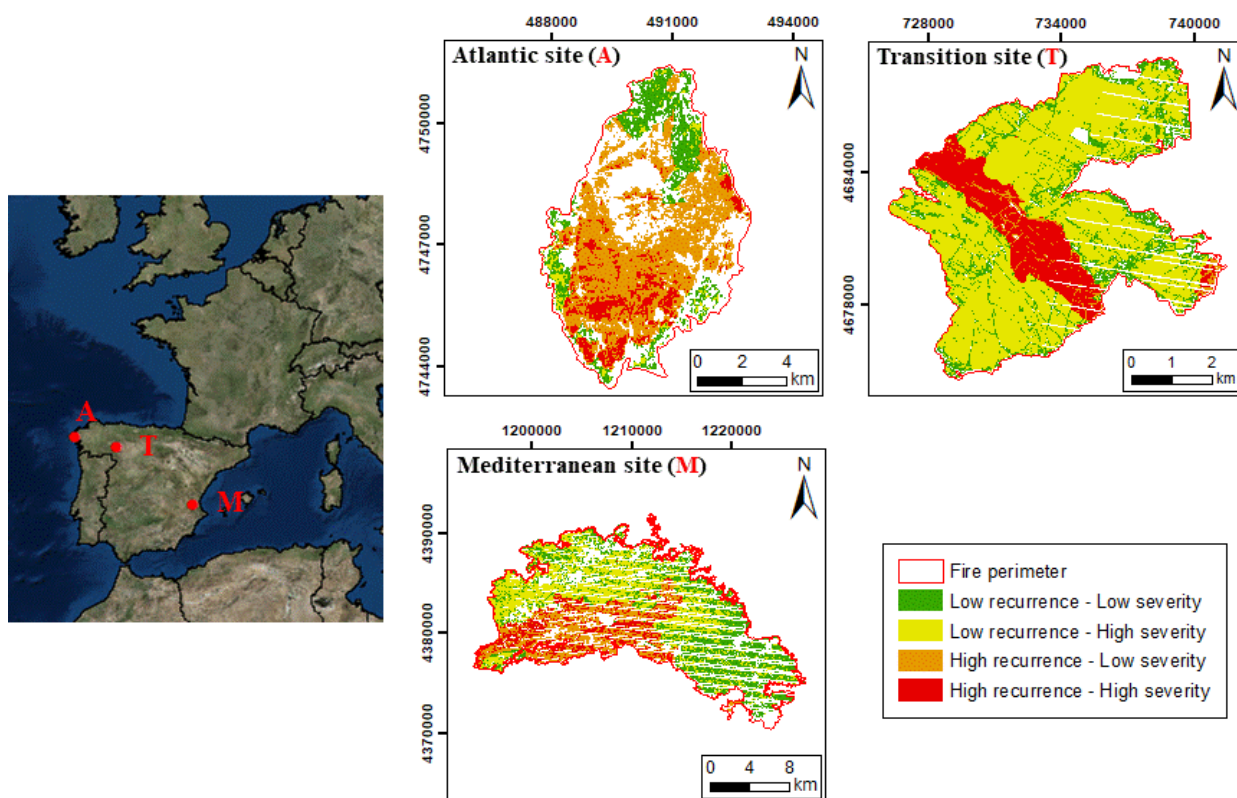 A
T
M
488000 491000 494000
Atlantic site (A)
N
4750000
4747000
4744000
0 2 4
km
728000 734000 740000
Transition site (T)
N
4684000
4678000
0 1 2
km
1200000 1210000 1220000
Mediterranean site (M)
N
4390000
4380000
4370000
0 4 8
km
Fire perimeter
Low recurrence - Low severity
Low recurrence - High severity
High recurrence - Low severity
High recurrence - High severity